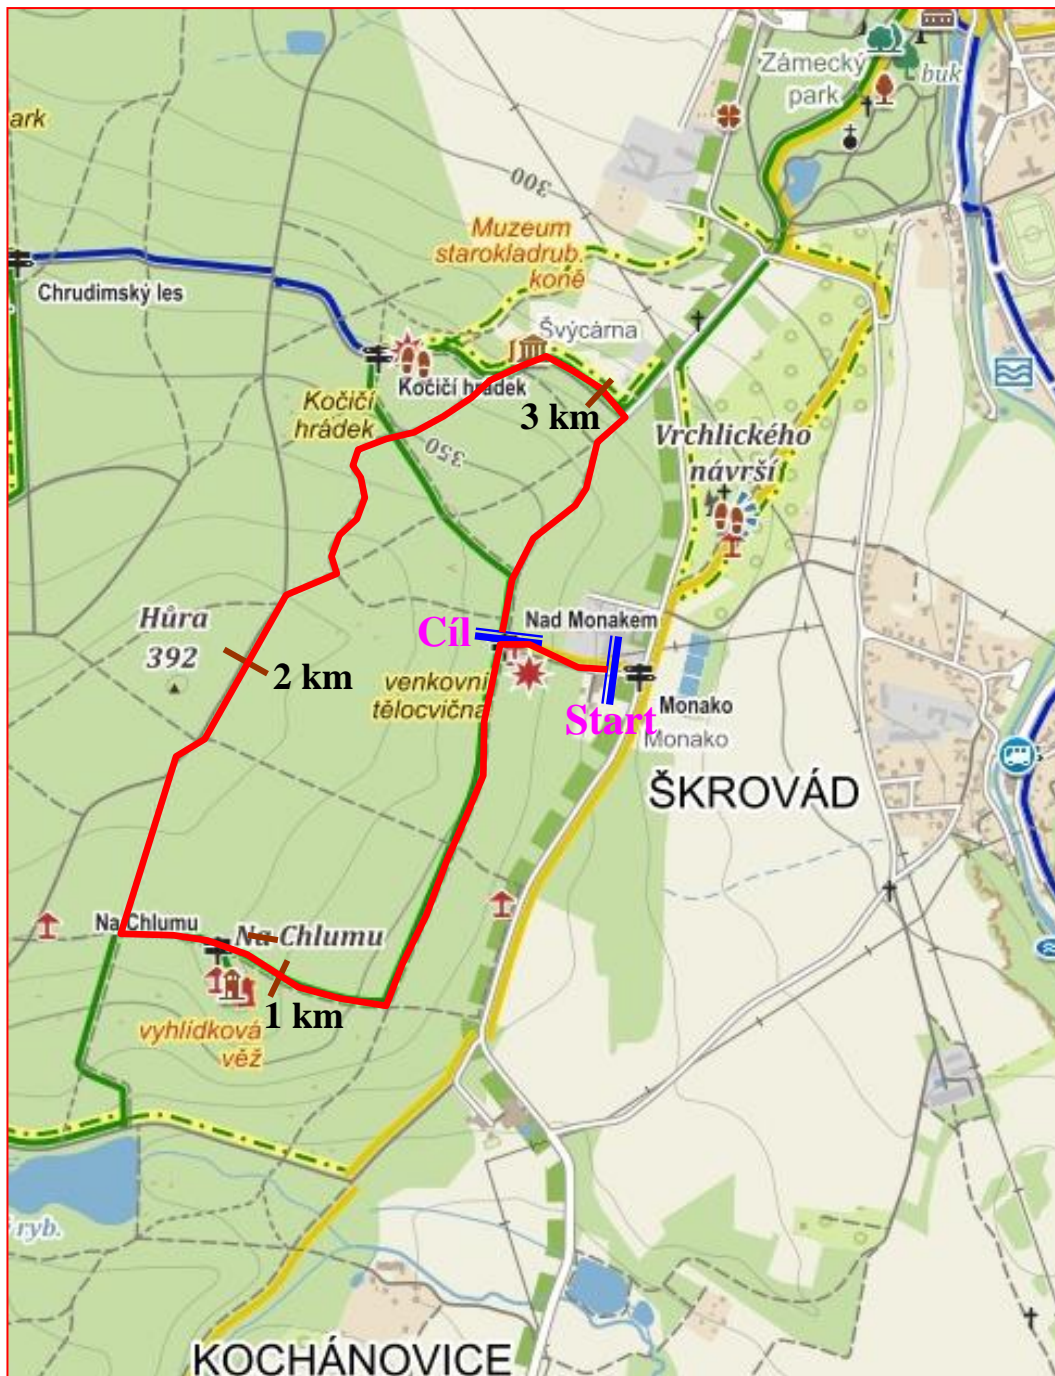 Zámecký
park
buk
ark
300
Muzeum
starokladrub.
koně
Chrudimský les
Švýcárna
Kočičí hrádek
Kočičí
hrádek
3 km
350
Vrchlického
návrší
Hůra
392
Cíl
Nad Monakem
2 km
venkovní
tělocvična
Start
Monako
Monako
ŠKROVÁD
Na Chlumu
Na Chlumu
1 km
vyhlídková
věž
ryb.
KOCHÁNOVICE